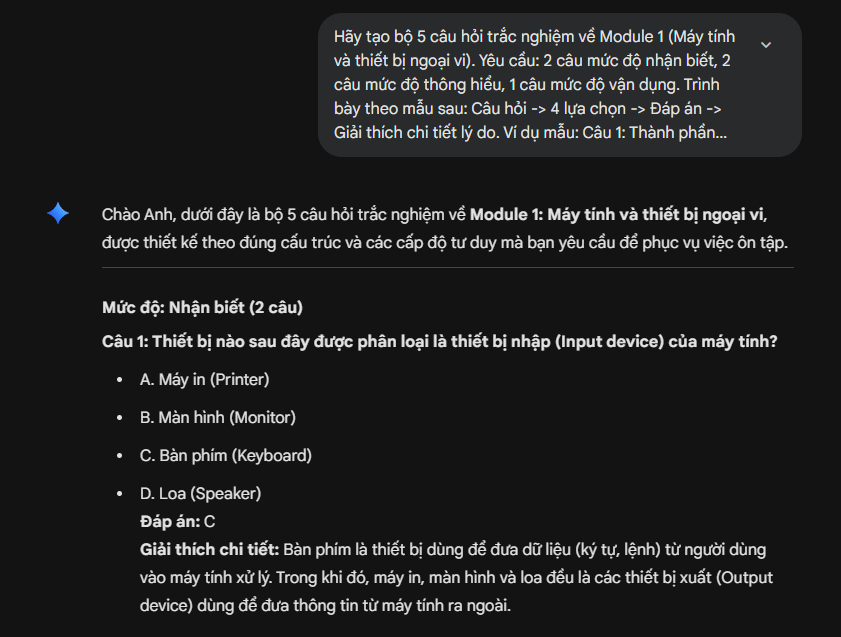 Hãy tạo bộ 5 câu hỏi trắc nghiệm về Module 1 (Máy tính
và thiết bị ngoại vi). Yêu cầu: 2 câu mức độ nhận biết, 2
câu mức độ thông hiểu, 1 câu mức độ vận dụng. Trình
bày theo mẫu sau: Câu hỏi -> 4 lựa chọn -> Đáp án ->
Giải thích chi tiết lý do. Ví dụ mẫu: Câu 1: Thành phần...
Chào Anh, dưới đây là bộ 5 câu hỏi trắc nghiệm về Module 1: Máy tính và thiết bị ngoại vi,
được thiết kế theo đúng cấu trúc và các cấp độ tư duy mà bạn yêu cầu để phục vụ việc ôn tập.
Mức độ: Nhận biết (2 câu)
Câu 1: Thiết bị nào sau đây được phân loại là thiết bị nhập (Input device) của máy tính?
• A. Máy in (Printer)
• B. Màn hình (Monitor)
• C. Bàn phím (Keyboard)
• D. Loa (Speaker)
Đáp án: C
Giải thích chi tiết: Bàn phím là thiết bị dùng để đưa dữ liệu (ký tự, lệnh) từ người dùng
vào máy tính xử lý. Trong khi đó, máy in, màn hình và loa đều là các thiết bị xuất (Output
device) dùng để đưa thông tin từ máy tính ra ngoài.